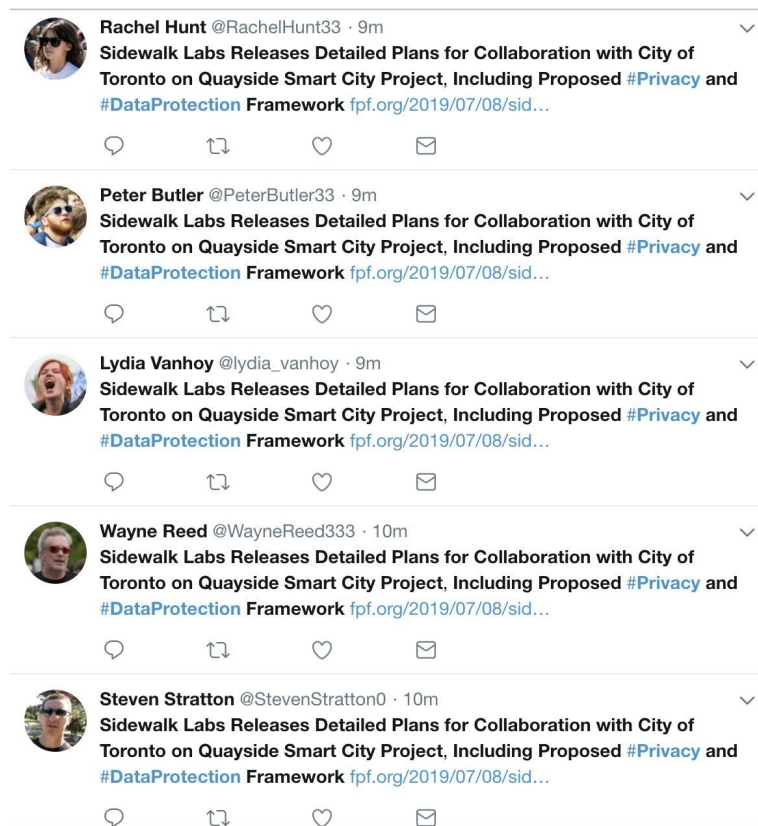 Rachel Hunt @RachelHunt33 · 9m
Sidewalk Labs Releases Detailed Plans for Collaboration with City of
Toronto on Quayside Smart City Project, Including Proposed #Privacy and
#DataProtection Framework fpf.org/2019/07/08/sid…
Peter Butler @PeterButler33 · 9m
Sidewalk Labs Releases Detailed Plans for Collaboration with City of
Toronto on Quayside Smart City Project, Including Proposed #Privacy and
#DataProtection Framework fpf.org/2019/07/08/sid…
Lydia Vanhoy @lydia_vanhoy · 9m
Sidewalk Labs Releases Detailed Plans for Collaboration with City of
Toronto on Quayside Smart City Project, Including Proposed #Privacy and
#DataProtection Framework fpf.org/2019/07/08/sid…
Wayne Reed @WayneReed333 · 10m
Sidewalk Labs Releases Detailed Plans for Collaboration with City of
Toronto on Quayside Smart City Project, Including Proposed #Privacy and
#DataProtection Framework fpf.org/2019/07/08/sid…
Steven Stratton @StevenStratton0 · 10m
Sidewalk Labs Releases Detailed Plans for Collaboration with City of
Toronto on Quayside Smart City Project, Including Proposed #Privacy and
#DataProtection Framework fpf.org/2019/07/08/sid…